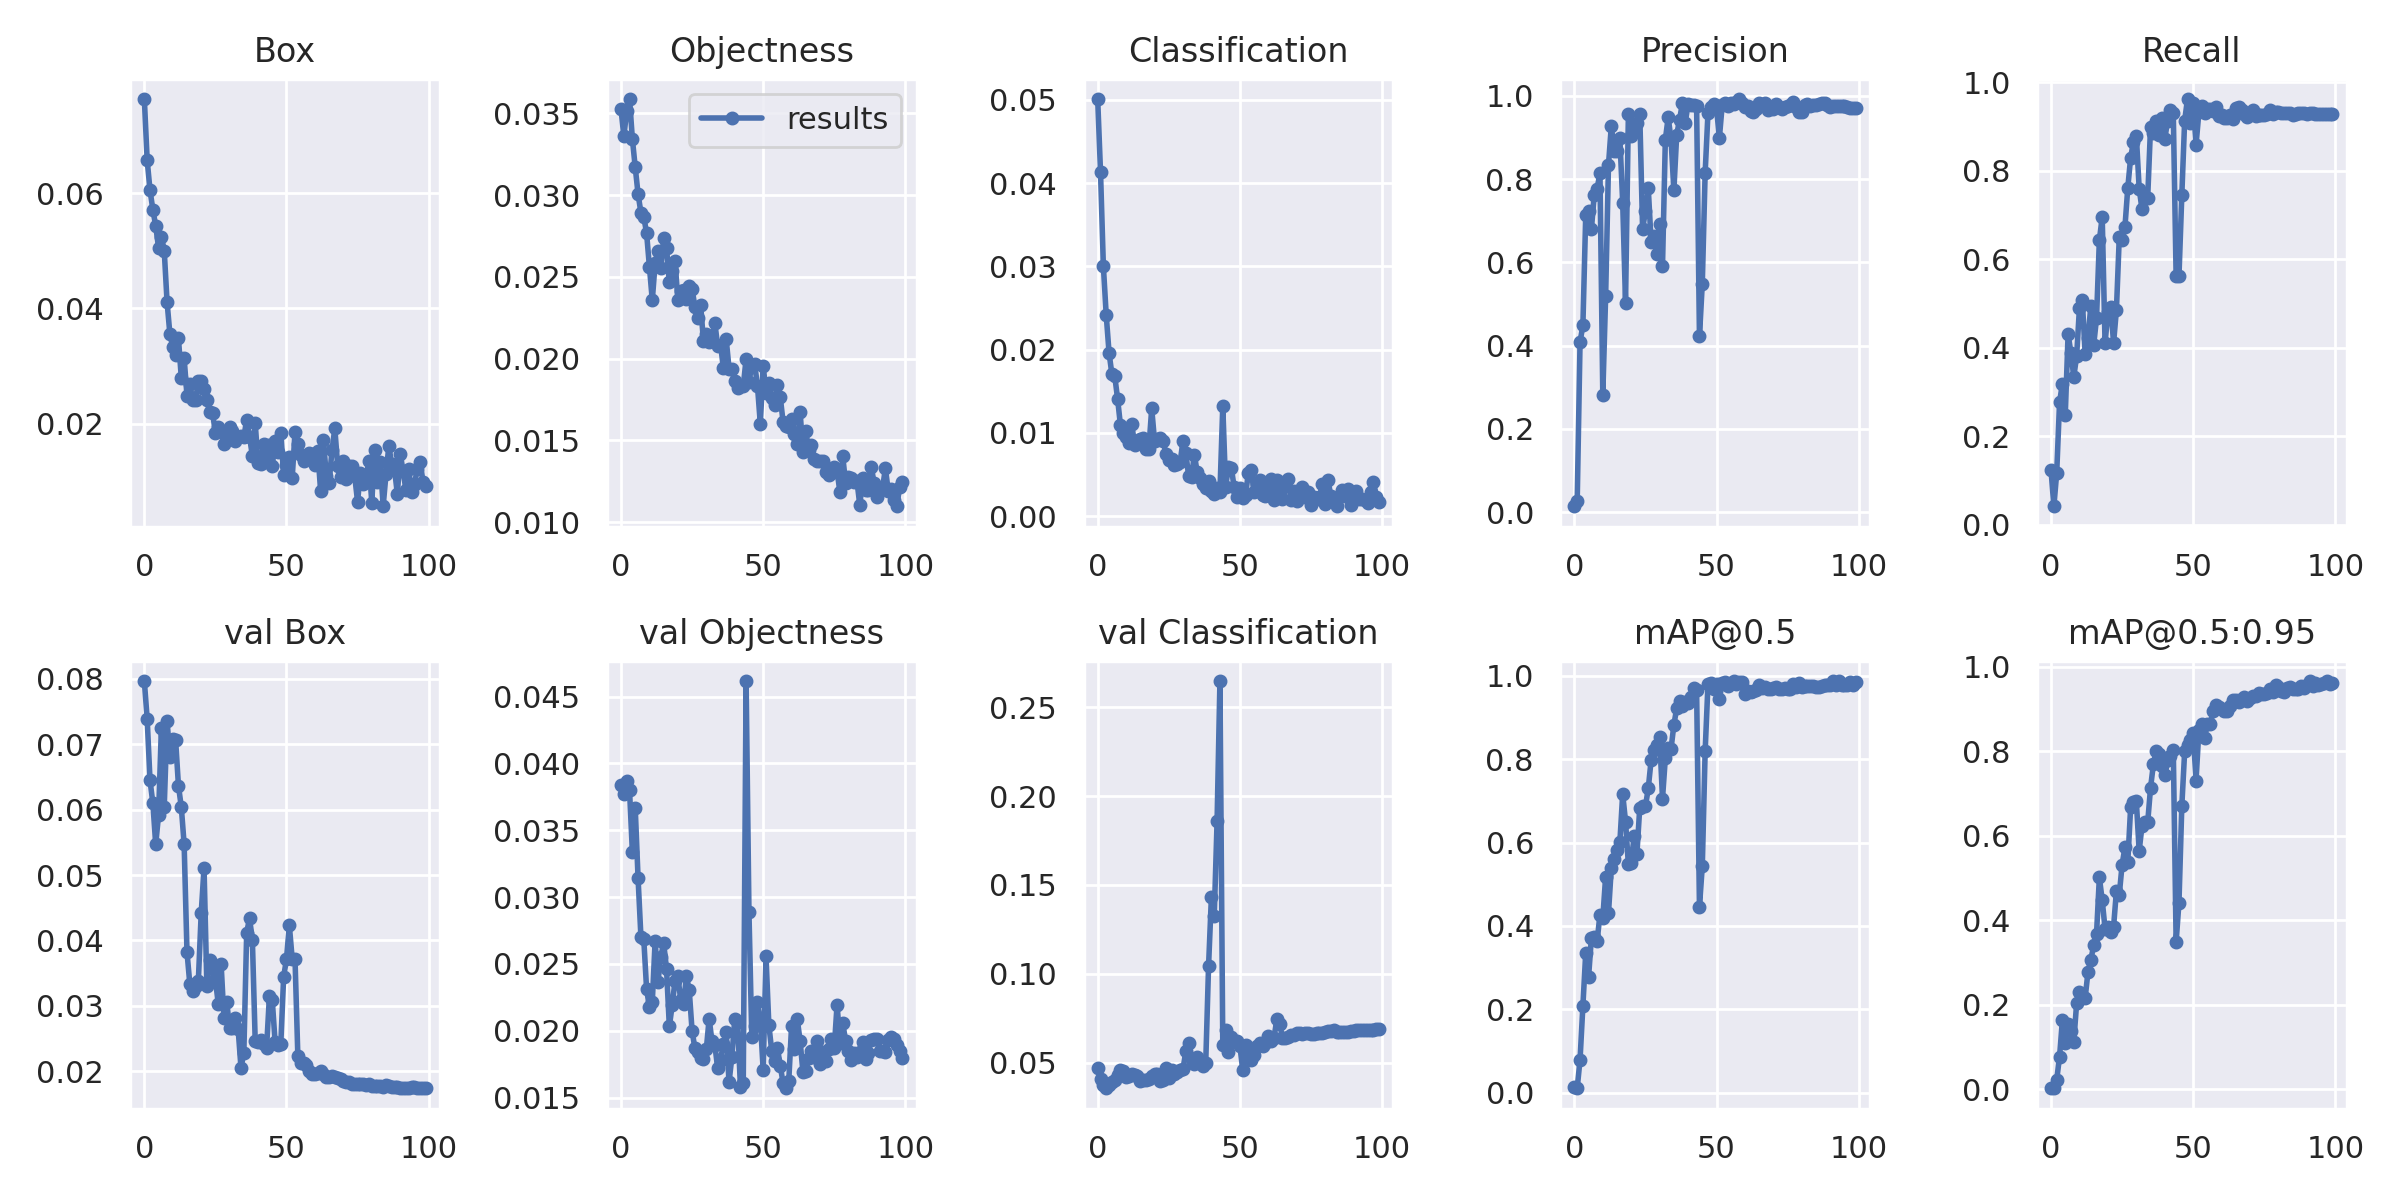 Box
0.06
0.04
0.02
0 50 100
Objectness
results
0.035
0.030
0.025
0.020
0.015
0.010
0 50 100
Classification
0.05
0.04
0.03
0.02
0.01
0.00
0 50 100
Precision
1.0
0.8
0.6
0.4
0.2
0.0
0 50 100
Recall
1.0
0.8
0.6
0.4
0.2
0.0
0 50 100
val Box
0.08
0.07
0.06
0.05
0.04
0.03
0.02
0 50 100
val Objectness
0.045
0.040
0.035
0.030
0.025
0.020
0.015
0 50 100
val Classification
0.25
0.20
0.15
0.10
0.05
0 50 100
mAP@0.5
1.0
0.8
0.6
0.4
0.2
0.0
0 50 100
mAP@0.5:0.95
1.0
0.8
0.6
0.4
0.2
0.0
0 50 100